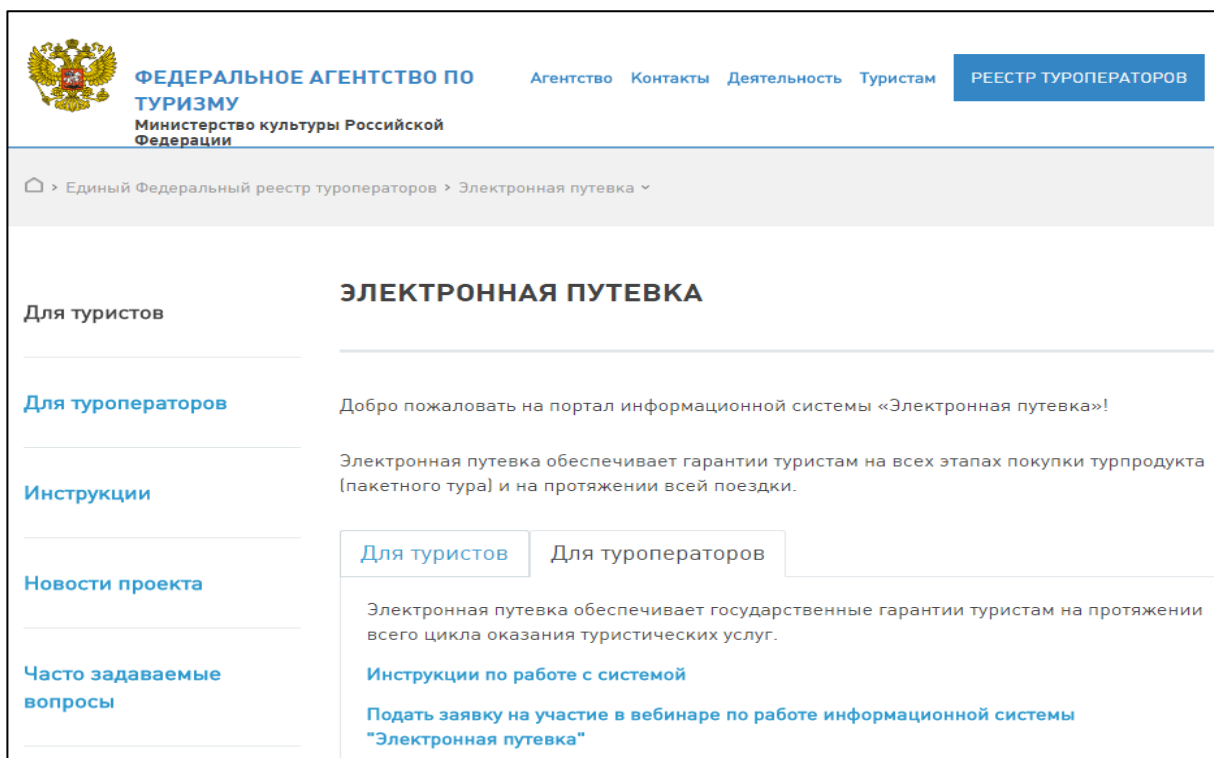 ФЕДЕРАЛЬНОЕ АГЕНТСТВО ПО
ТУРИЗМУ
Министерство культуры Российской
Федерации
Агентство Контакты Деятельность Туристам РЕЕСТР ТУРОПЕРАТОРОВ
> Единый Федеральный реестр туроператоров > Электронная путевка
Для туристов
Для туроператоров
Инструкции
Новости проекта
Часто задаваемые
вопросы
ЭЛЕКТРОННАЯ ПУТЕВКА
Добро пожаловать на портал информационной системы «Электронная путевка»!
Электронная путевка обеспечивает гарантии туристам на всех этапах покупки турпродукта
(пакетного тура) и на протяжении всей поездки.
Для туристов Для туроператоров
Электронная путевка обеспечивает государственные гарантии туристам на протяжении
всего цикла оказания туристических услуг.
Инструкции по работе с системой
Подать заявку на участие в вебинаре по работе информационной системы
"Электронная путевка"